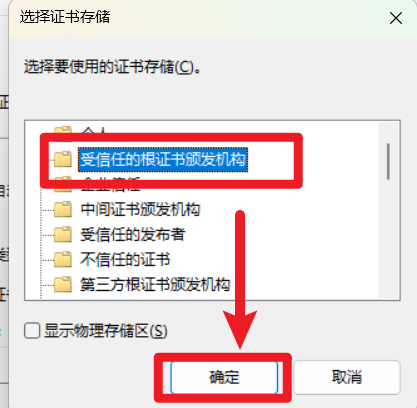 选择证书存储
选择要使用的证书存储(C)。
个人
受信任的根证书颁发机构
企业信任
中间证书颁发机构
受信任的发布者
不信任的证书
第三方根证书颁发机构
显示物理存储区(S)
确定
取消